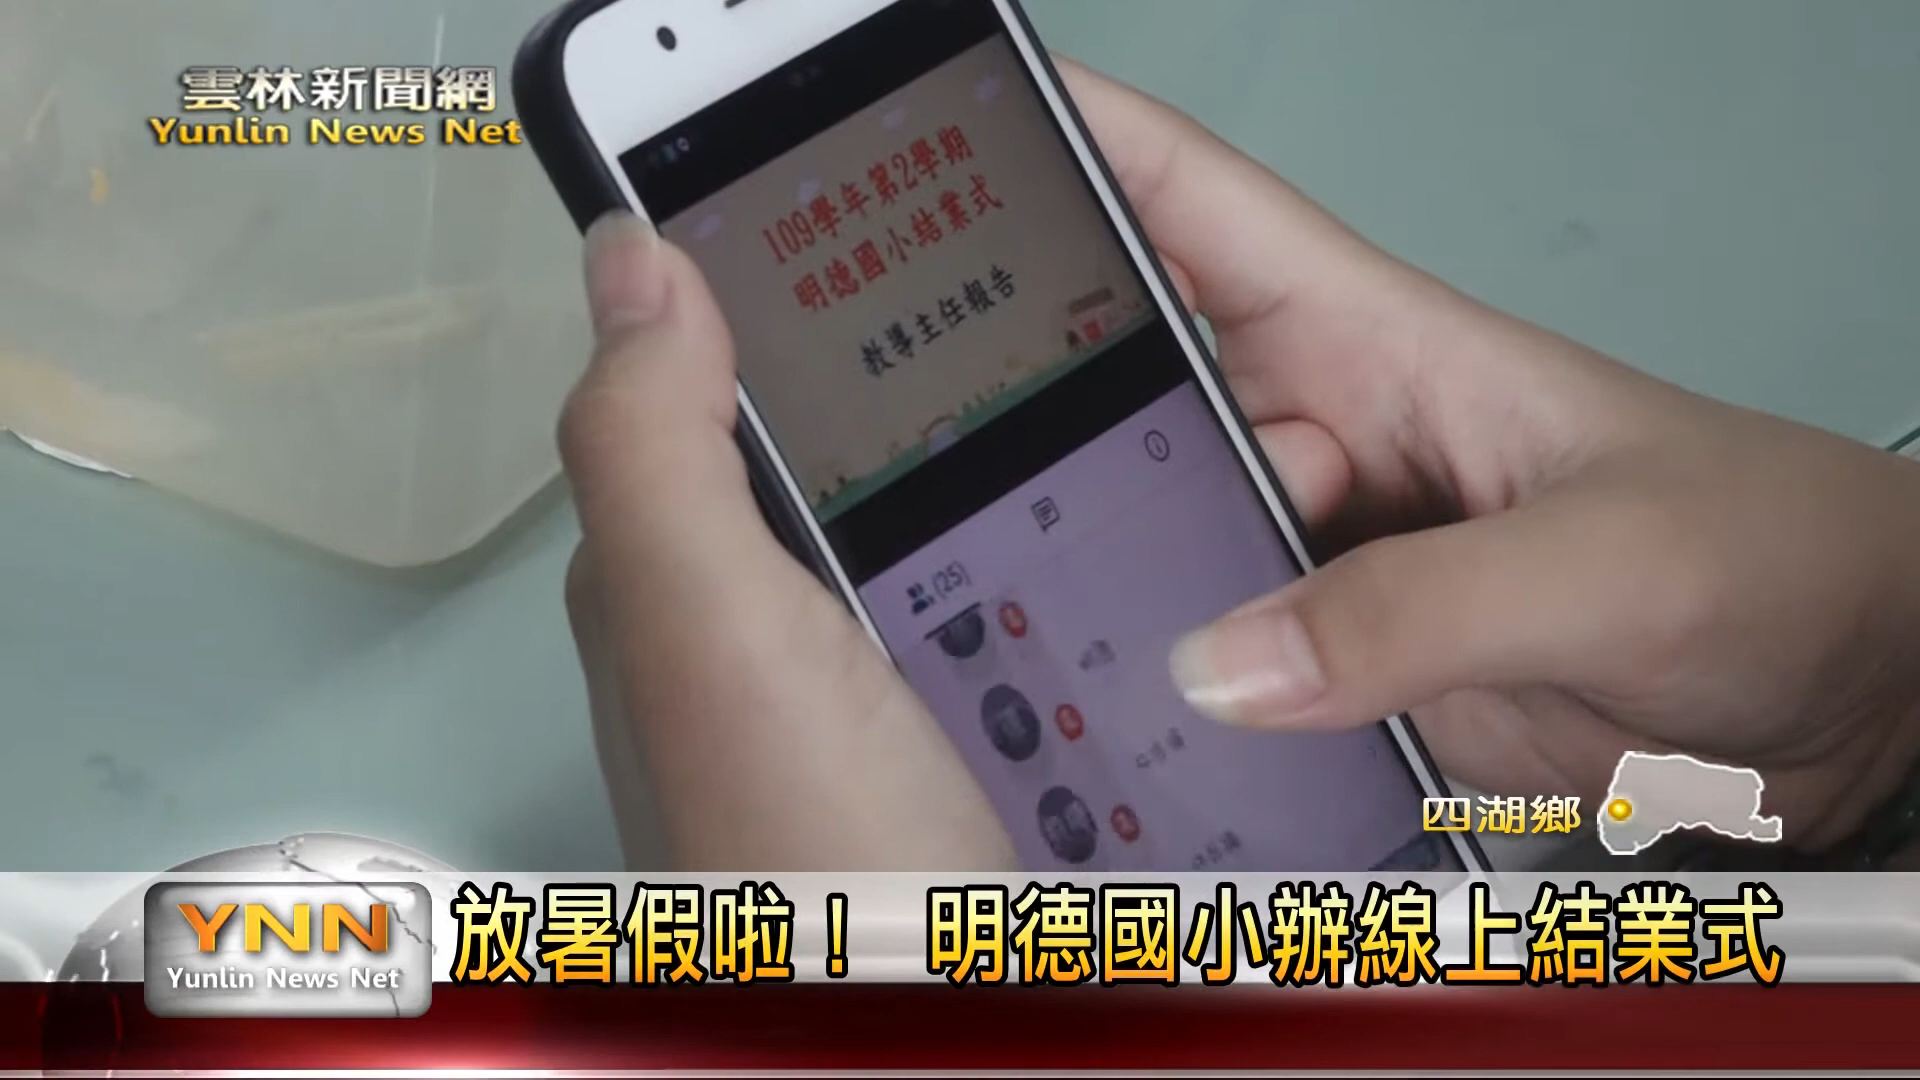 雲林新聞網
Yunlin News Net
109學年第2學期
明德國小結業式
教導主任報告
(25)
四湖鄉
YNN
Yunlin News Net
放暑假啦！ 明德國小辦線上結業式